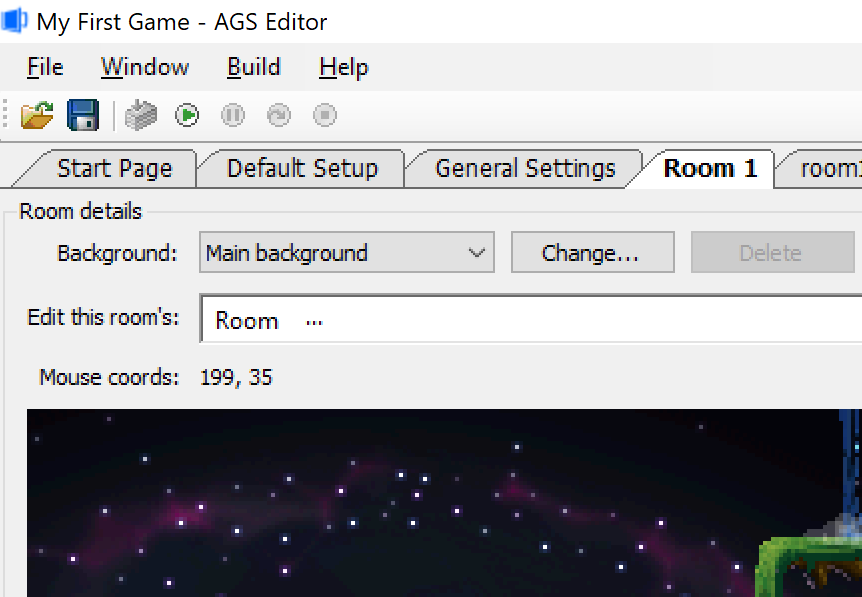 My First Game - AGS Editor
File Window Build Help
Start Page Default Setup General Settings Room 1
Room details
Background: Main background Change... Delete
Edit this room's: Room ...
Mouse coords: 199, 35